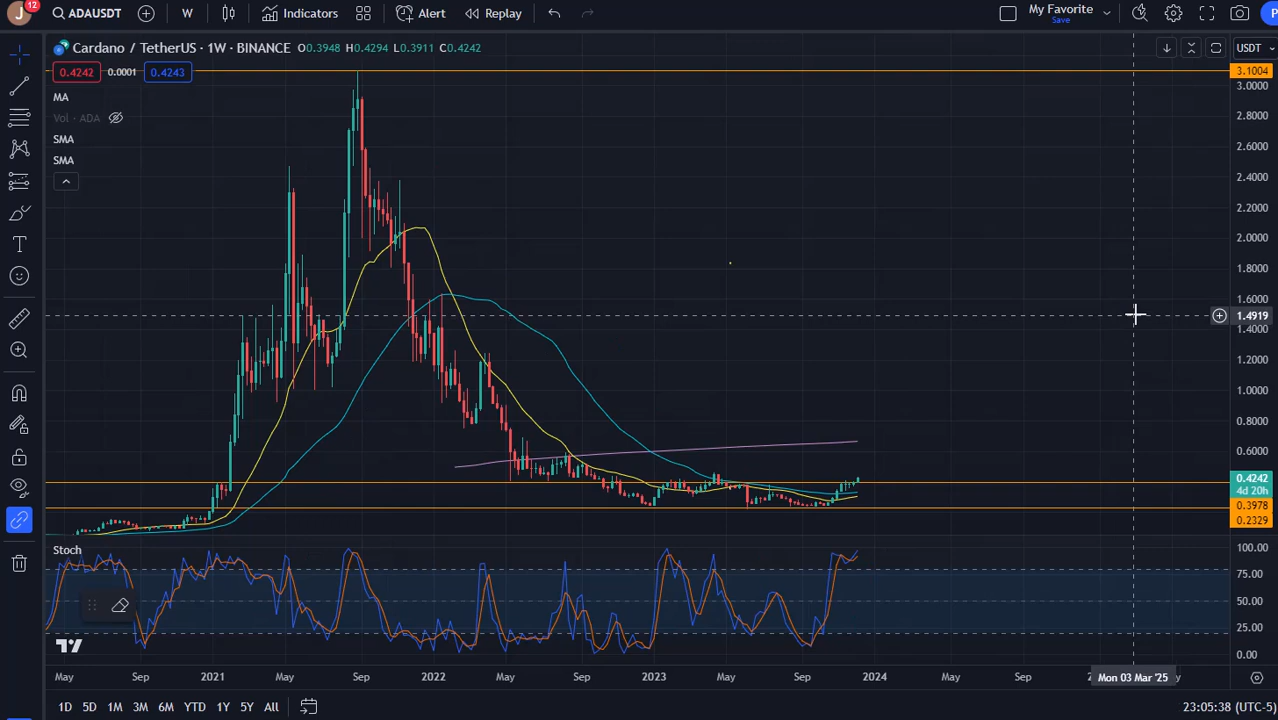 J 12 ADAUSDT W Indicators Alert Replay My Favorite
Save
P
Cardano / TetherUS · 1W · BINANCE O0.3948 H0.4294 L0.3911 C0.4242
USDT
0.4242 0.0001 0.4243
3.1004
MA
3.0000
Vol · ADA
2.8000
SMA
2.6000
SMA
2.4000
2.2000
2.0000
1.8000
1.6000
1.4919
1.4000
1.2000
1.0000
0.8000
0.6000
0.4242
4d 20h
0.3978
0.2329
Stoch
100.00
75.00
50.00
25.00
0.00
May Sep 2021 May Sep 2022 May Sep 2023 May Sep 2024 May Sep Mon 03 Mar '25
1D 5D 1M 3M 6M YTD 1Y 5Y All 23:05:38 (UTC-5)